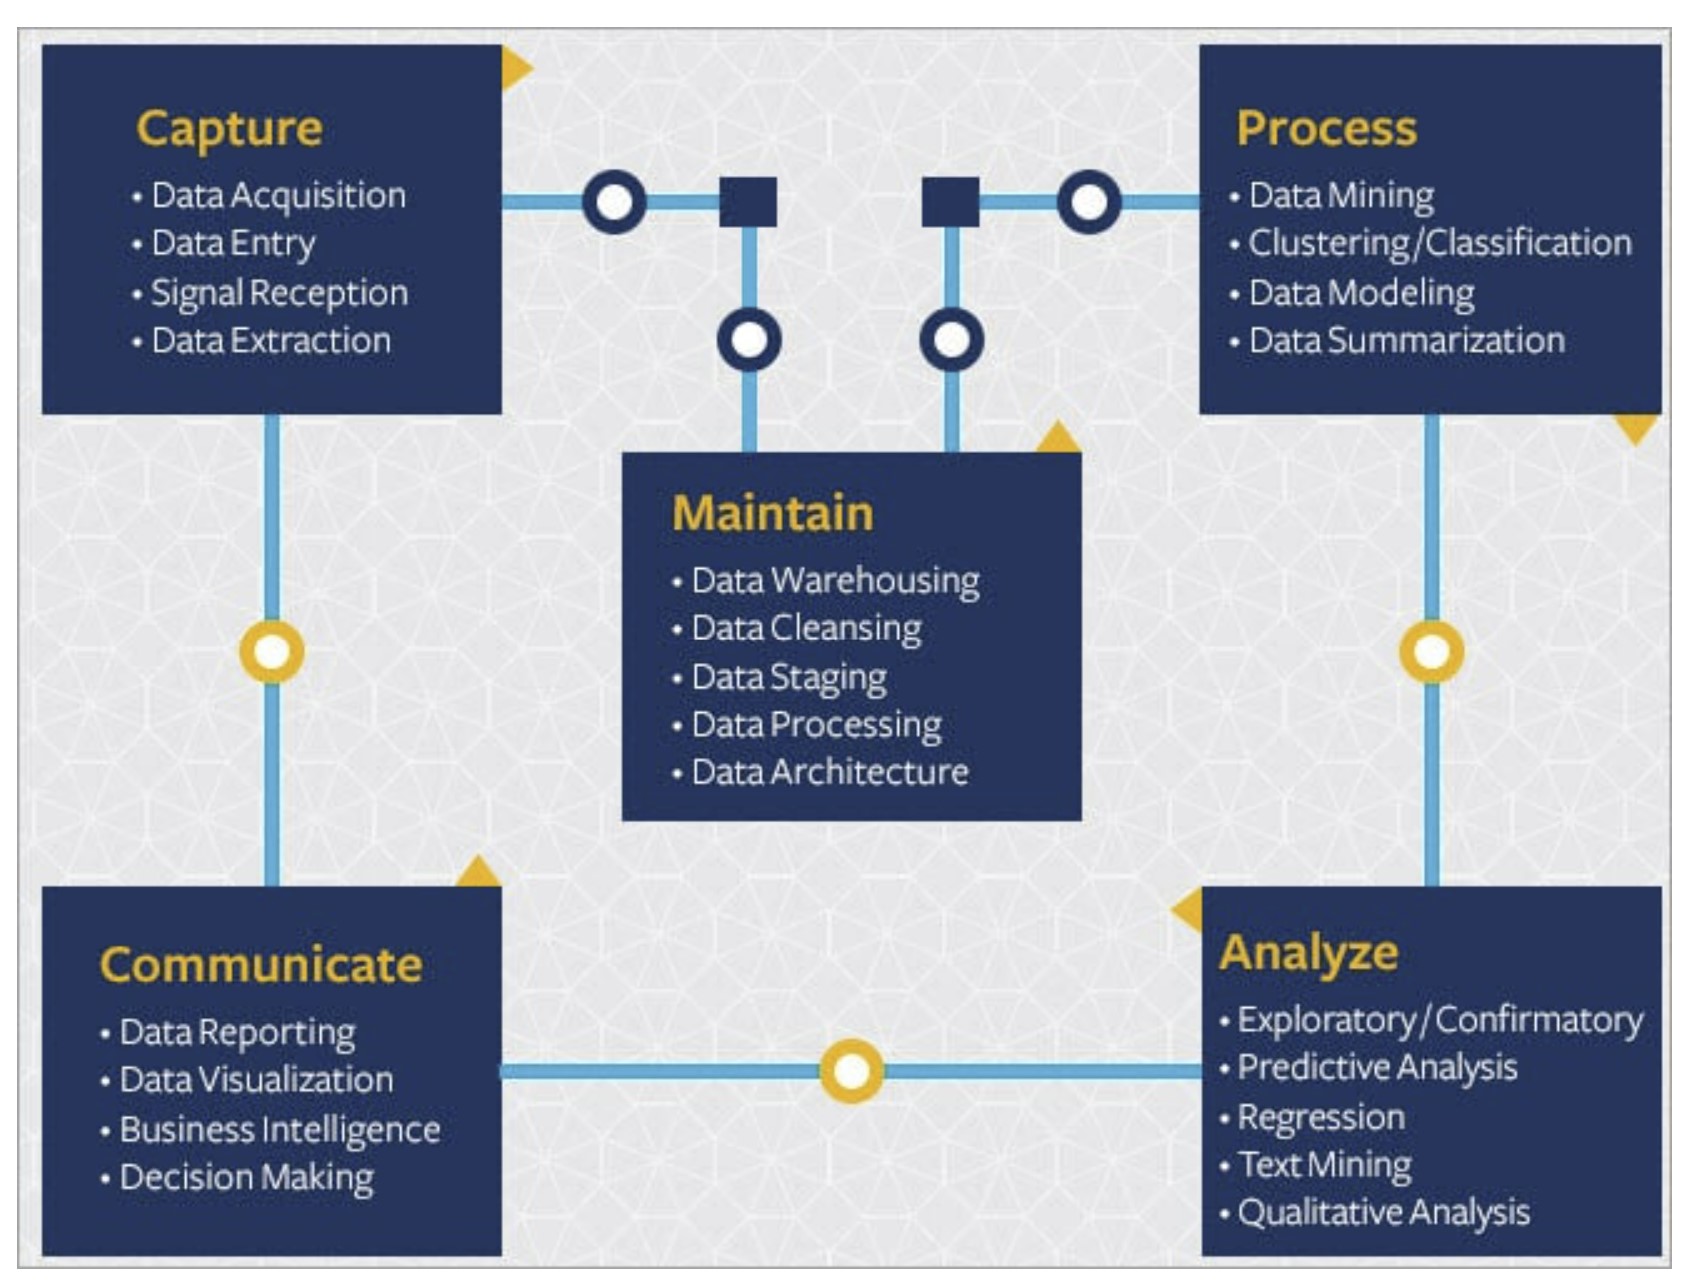 Capture
• Data Acquisition
• Data Entry
• Signal Reception
• Data Extraction
Process
• Data Mining
• Clustering/Classification
• Data Modeling
• Data Summarization
Maintain
• Data Warehousing
• Data Cleansing
• Data Staging
• Data Processing
• Data Architecture
Communicate
• Data Reporting
• Data Visualization
• Business Intelligence
• Decision Making
Analyze
• Exploratory/Confirmatory
• Predictive Analysis
• Regression
• Text Mining
• Qualitative Analysis